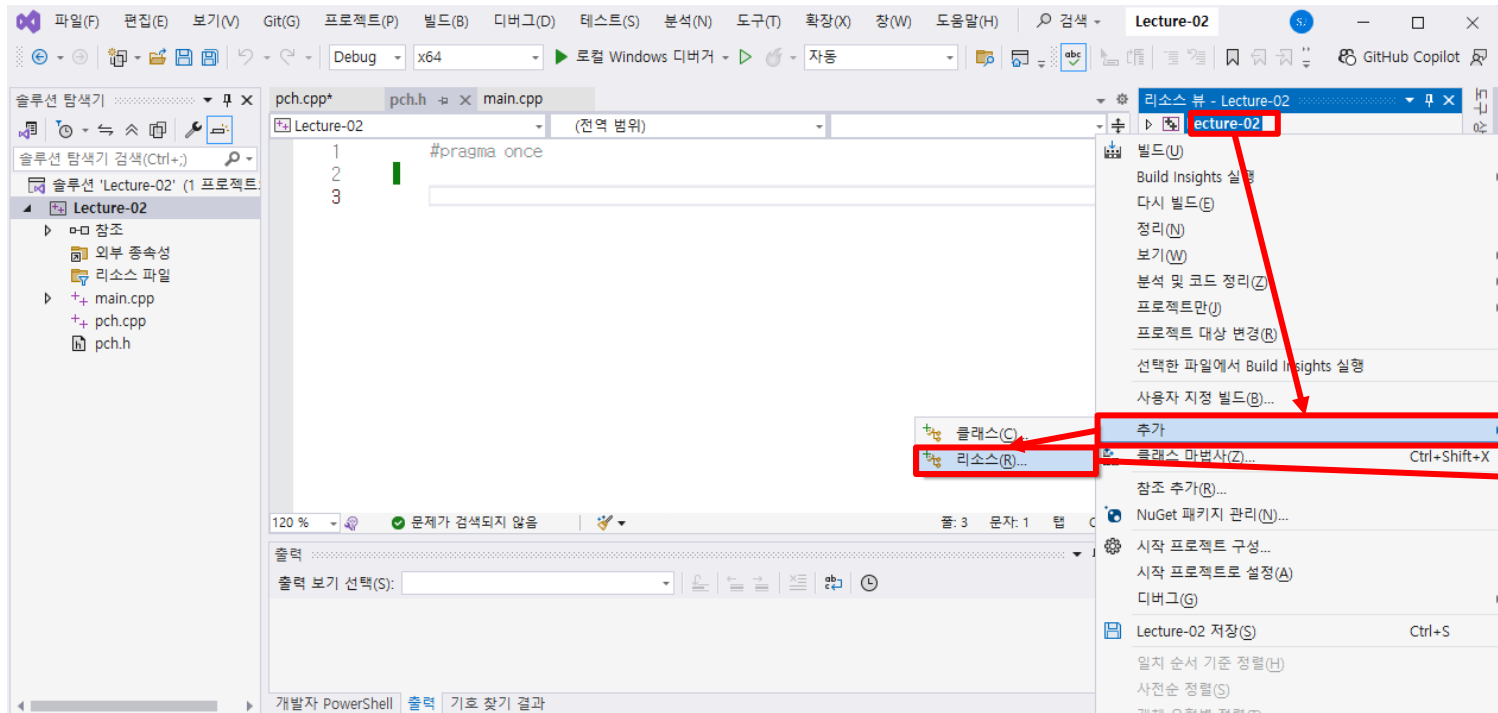 파일(F) 편집(E) 보기(V) Git(G) 프로젝트(P) 빌드(B) 디버그(D) 테스트(S) 분석(N) 도구(T) 확장(X) 창(W) 도움말(H) 검색 Lecture-02 SJ
Debug x64 로컬 Windows 디버거 자동 abc GitHub Copilot
솔루션 탐색기
솔루션 탐색기 검색(Ctrl+;)
솔루션 'Lecture-02' (1 프로젝트
Lecture-02
참조
외부 종속성
리소스 파일
main.cpp
pch.cpp
pch.h
pch.cpp* pch.h main.cpp
Lecture-02 (전역 범위)
1 #pragma once
2
3
120 % 문제가 검색되지 않음 줄: 3 문자: 1 탭
출력
출력 보기 선택(S):
개발자 PowerShell 출력 기호 찾기 결과
리소스 뷰 - Lecture-02
ecture-02
빌드(U)
Build Insights 실행
다시 빌드(E)
정리(N)
보기(W)
분석 및 코드 정리(Z)
프로젝트만(J)
프로젝트 대상 변경(R)
선택한 파일에서 Build Insights 실행
사용자 지정 빌드(B)...
추가
클래스(C)...
리소스(R)...
클래스 마법사(Z)... Ctrl+Shift+X
참조 추가(R)...
NuGet 패키지 관리(N)...
시작 프로젝트 구성...
시작 프로젝트로 설정(A)
디버그(G)
Lecture-02 저장(S) Ctrl+S
일치 순서 기준 정렬(H)
사전순 정렬(S)